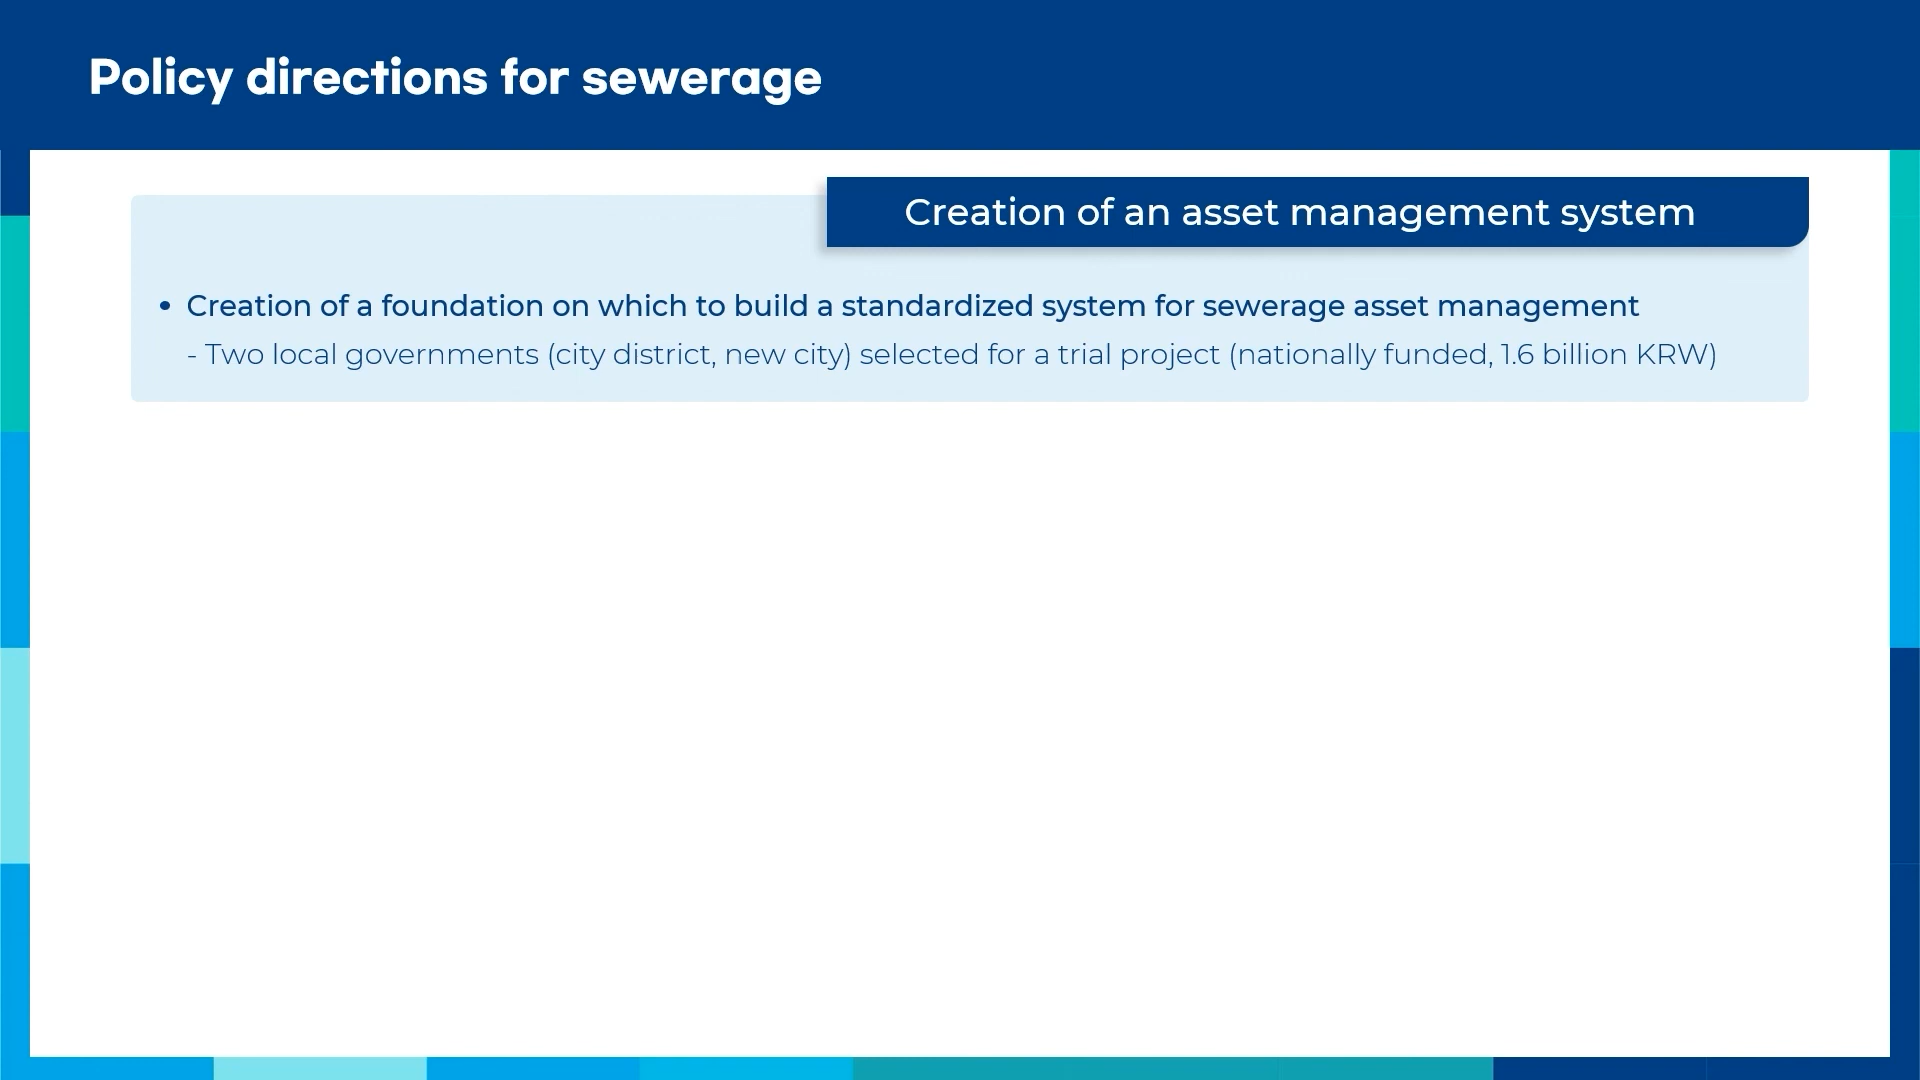 Policy directions for sewerage
Creation of an asset management system
• Creation of a foundation on which to build a standardized system for sewerage asset management
- Two local governments (city district, new city) selected for a trial project (nationally funded, 1.6 billion KRW)